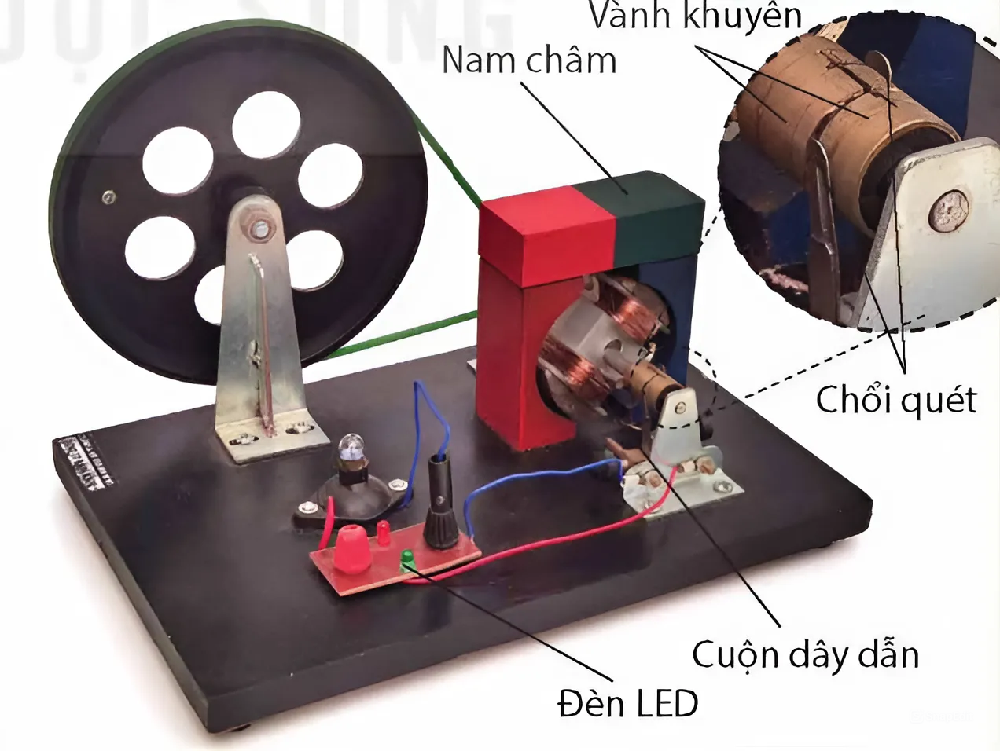 Vành khuyên
Nam châm
Chổi quét
Cuộn dây dẫn
Đèn LED